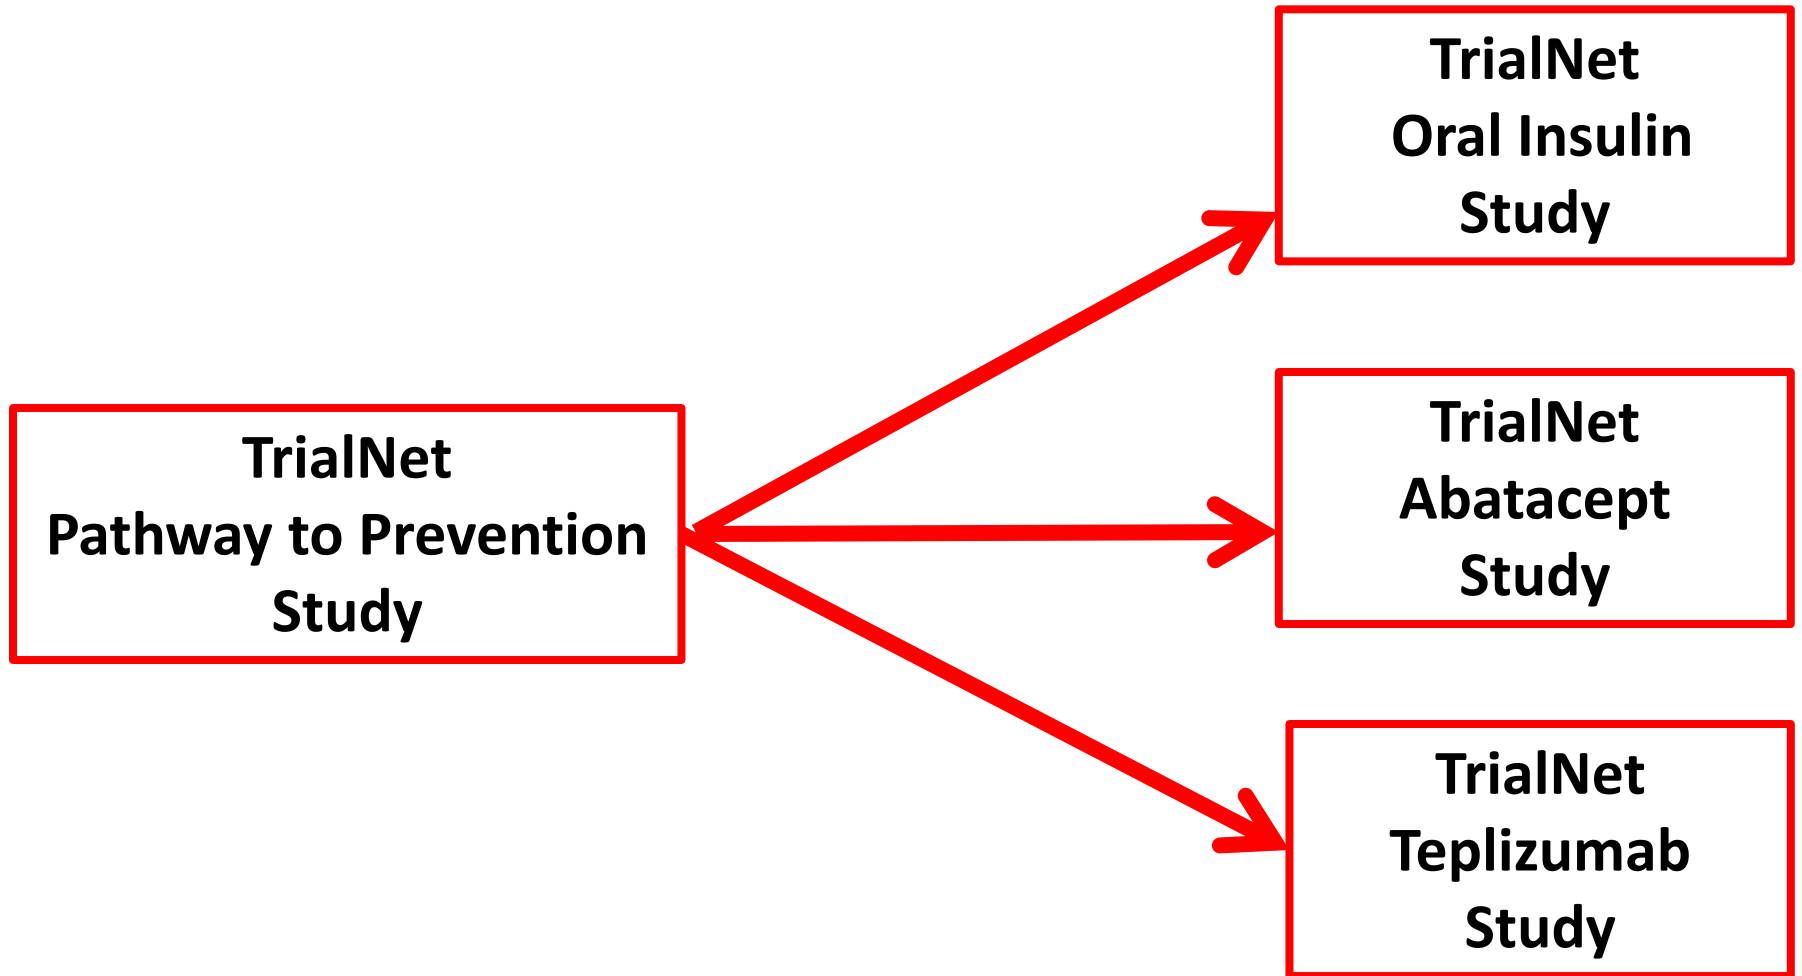 TrialNet
Oral Insulin
Study
TrialNet
Pathway to Prevention
Study
TrialNet
Abatacept
Study
TrialNet
Teplizumab
Study